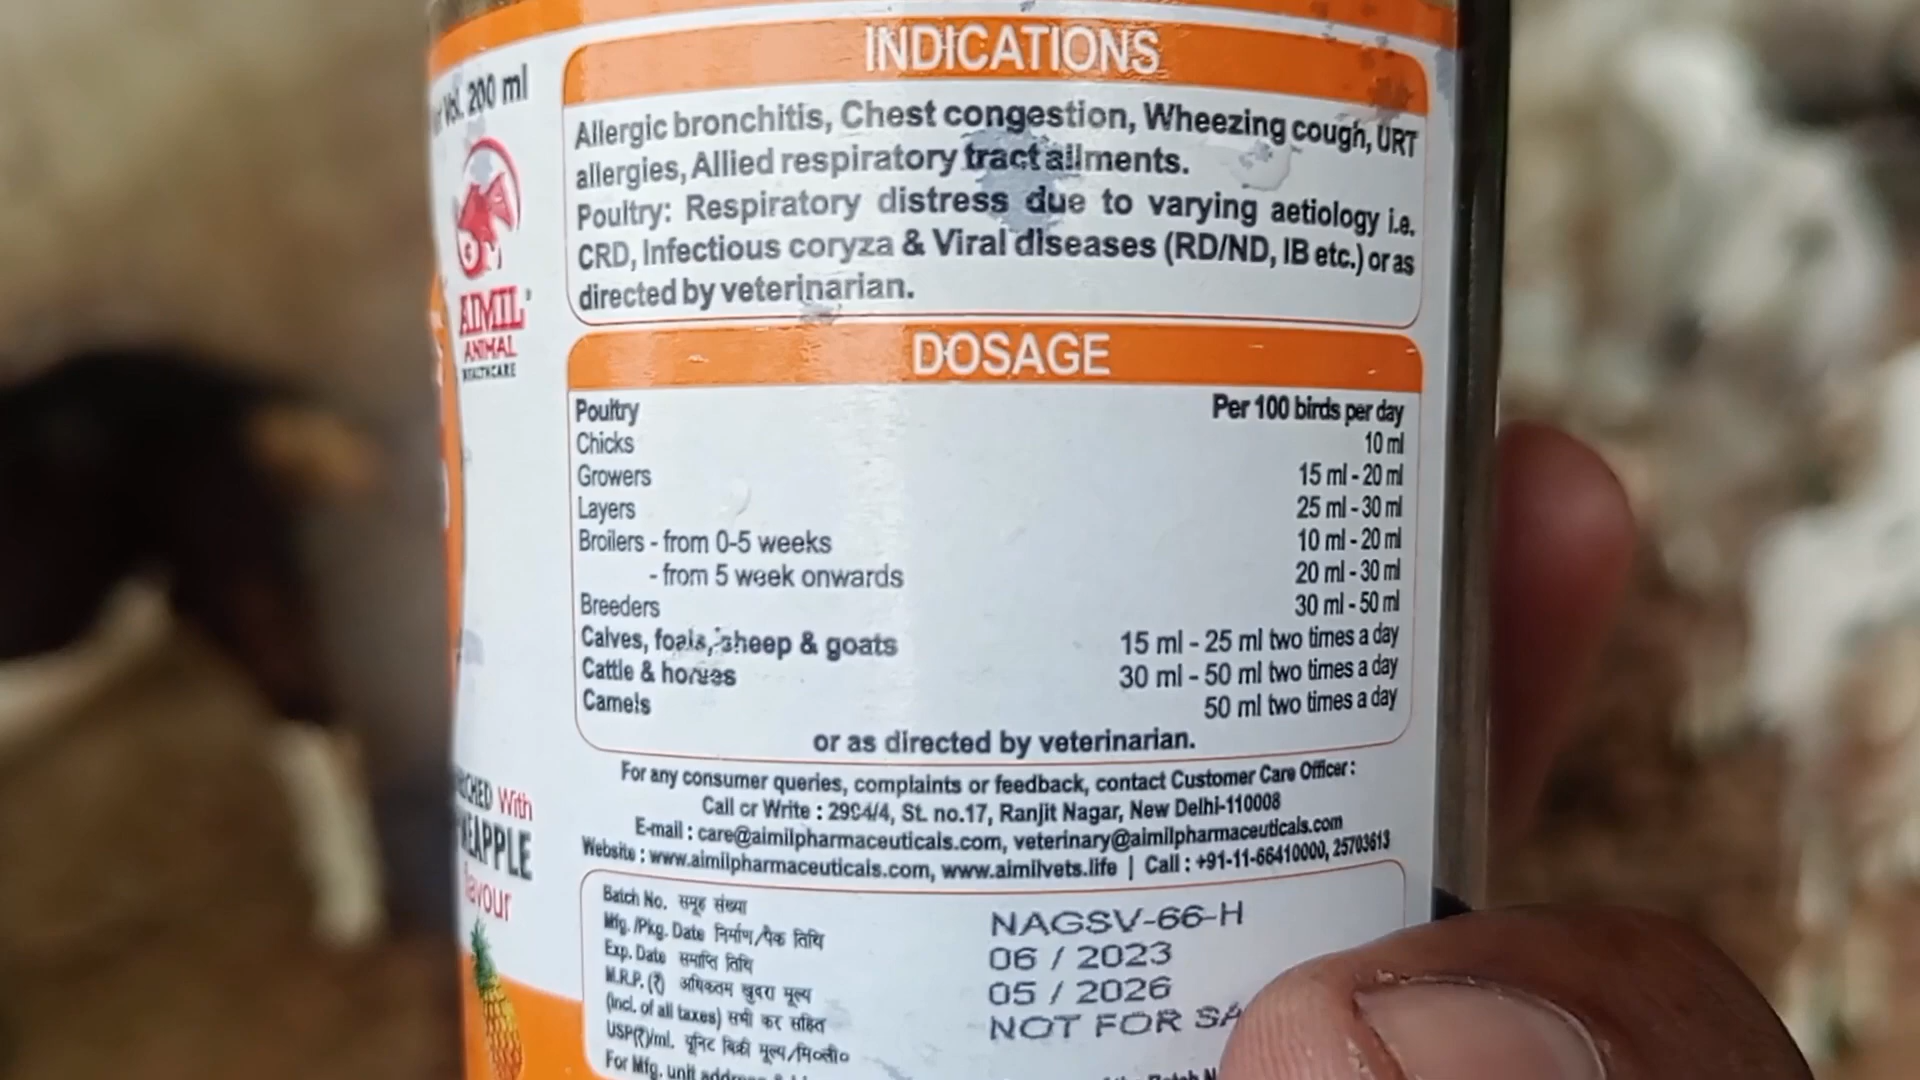 Vol. 200 ml
AIMIL
ANIMAL
HEALTHCARE
With
flavour
INDICATIONS
Allergic bronchitis, Chest congestion, Wheezing cough, URT
allergies, Allied respiratory tract ailments.
Poultry: Respiratory distress due to varying aetiology i.e.
CRD, Infectious coryza & Viral diseases (RD/ND, IB etc.) or as
directed by veterinarian.
DOSAGE
Poultry Per 100 birds per day
Chicks 10 ml
Growers 15 ml - 20 ml
Layers 25 ml - 30 ml
Broilers - from 0-5 weeks 10 ml - 20 ml
- from 5 week onwards 20 ml - 30 ml
Breeders 30 ml - 50 ml
Calves, foals, sheep & goats 15 ml - 25 ml two times a day
Cattle & horses 30 ml - 50 ml two times a day
Camels 50 ml two times a day
or as directed by veterinarian.
For any consumer queries, complaints or feedback, contact Customer Care Officer :
Call or Write : 2994/4, St. no.17, Ranjit Nagar, New Delhi-110008
E-mail : care@aimilpharmaceuticals.com, veterinary@aimilpharmaceuticals.com
Website : www.aimilpharmaceuticals.com, www.aimilvets.life | Call : +91-11-66410000, 25703613
Batch No. समूह संख्या NAGSV-66-H
Mfg. /Pkg. Date निर्माण/पैक तिथि 06 / 2023
Exp. Date समाप्ति तिथि 05 / 2026
M.R.P. (₹) अधिकतम खुदरा मूल्य NOT FOR SA
(incl. of all taxes) सभी कर सहित
USP(₹)/ml. यूनिट बिक्री मूल्य/मि०ली०
For Mfg. unit